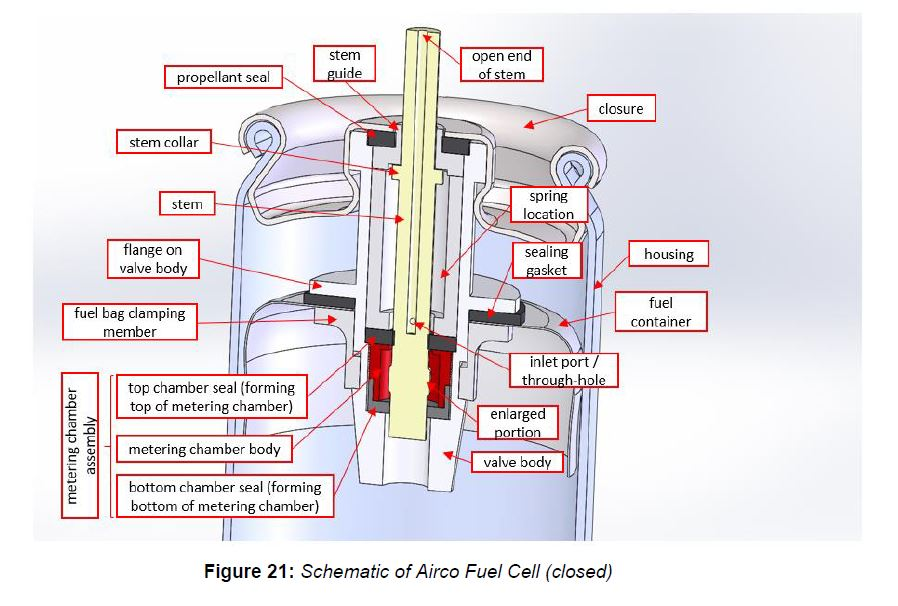 stem
guide
open end
of stem
propellant seal
closure
stem collar
spring
location
stem
flange on
valve body
sealing
gasket
housing
fuel bag clamping
member
fuel
container
inlet port /
through-hole
metering chamber
assembly
top chamber seal (forming
top of metering chamber)
enlarged
portion
metering chamber body
valve body
bottom chamber seal (forming
bottom of metering chamber)
Figure 21: Schematic of Airco Fuel Cell (closed)